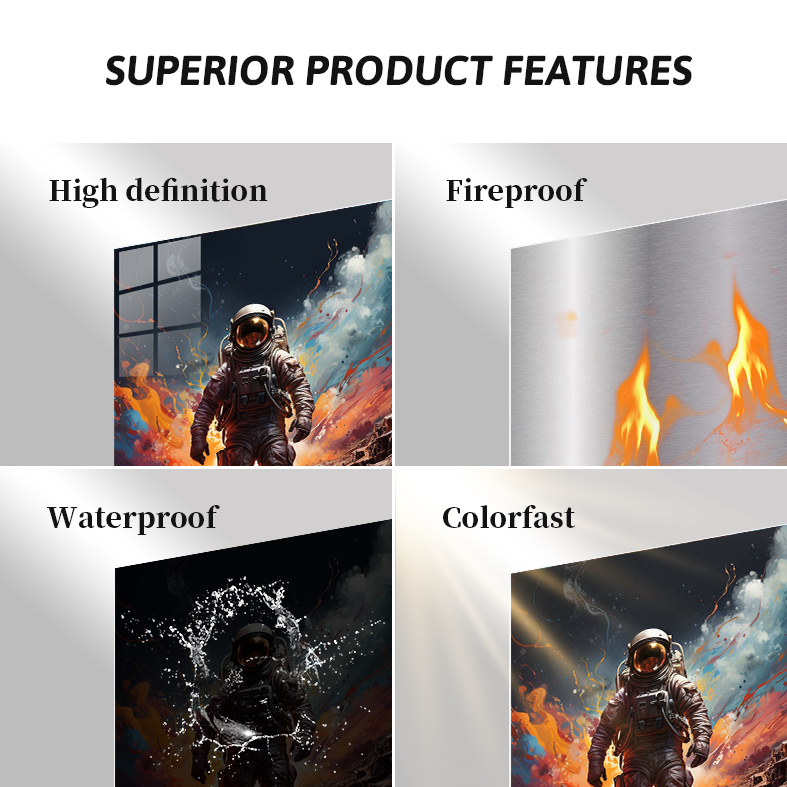 SUPERIOR PRODUCT FEATURES
High definition
Fireproof
Waterproof
Colorfast